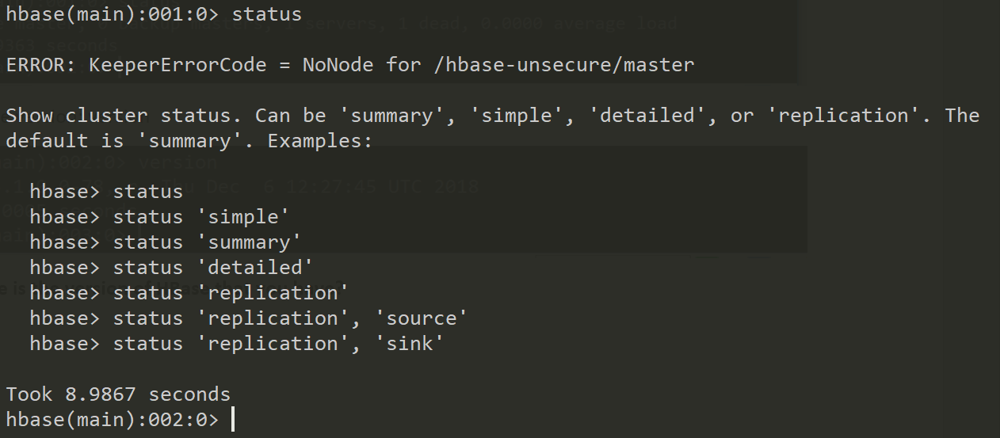 hbase(main):001:0> status
ERROR: KeeperErrorCode = NoNode for /hbase-unsecure/master
Show cluster status. Can be 'summary', 'simple', 'detailed', or 'replication'. The
default is 'summary'. Examples:
hbase> status
hbase> status 'simple'
hbase> status 'summary'
hbase> status 'detailed'
hbase> status 'replication'
hbase> status 'replication', 'source'
hbase> status 'replication', 'sink'
Took 8.9867 seconds
hbase(main):002:0>